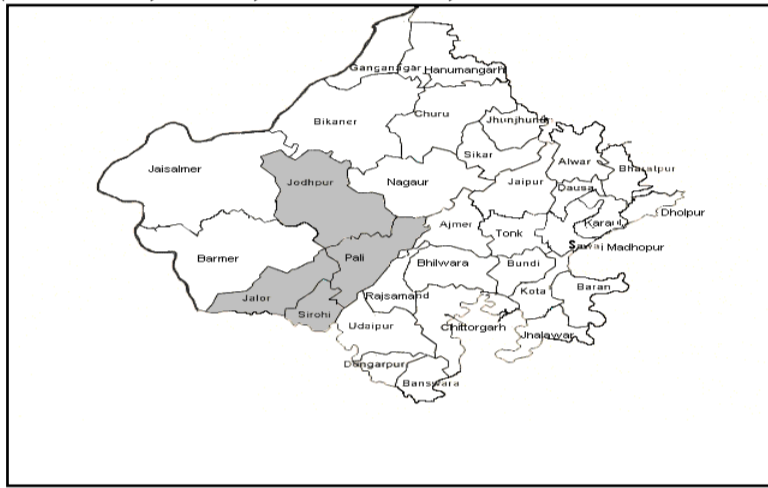 Ganganagar Hanumangarh
Bikaner
Churu
Jhunjhunu
Sikar
Jaisalmer
Jodhpur
Nagaur
Jaipur
Alwar
Bharatpur
Dausa
Dholpur
Karauli
Ajmer
Tonk
Sawai Madhopur
Barmer
Pali
Bhilwara
Bundi
Kota
Baran
Jalor
Sirohi
Rajsamand
Udaipur
Chittorgarh
Jhalawar
Dungarpur
Banswara